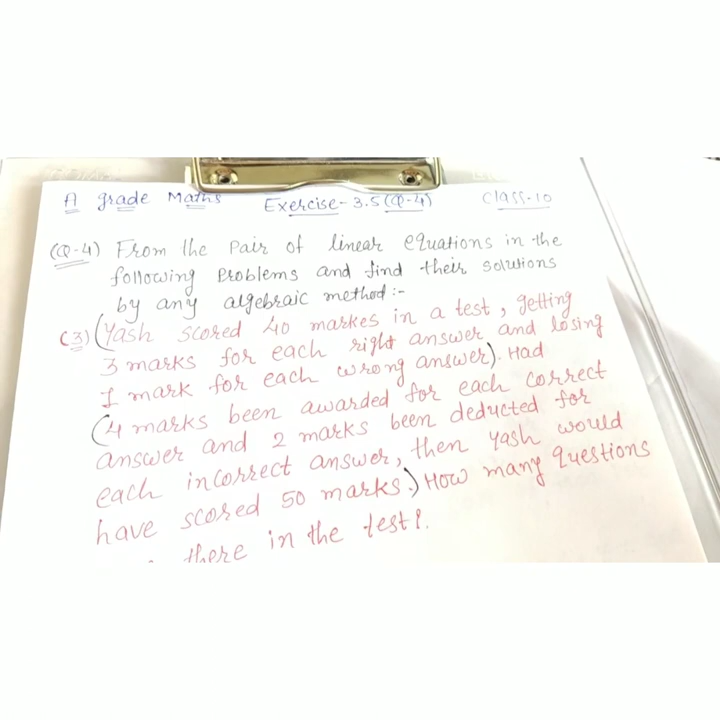 A grade Maths Exercise-3.5(Q-4) Class-10
(Q-4) From the Pair of linear equations in the
following Problems and find their solutions
by any algebraic method:-
(3) (Yash scored 40 markes in a test, getting
3 marks for each right answer and losing
1 mark for each wrong answer). Had
(4 marks been awarded for each correct
answer and 2 marks been deducted for
each incorrect answer, then Yash would
have scored 50 marks.) How many questions
there in the test?.